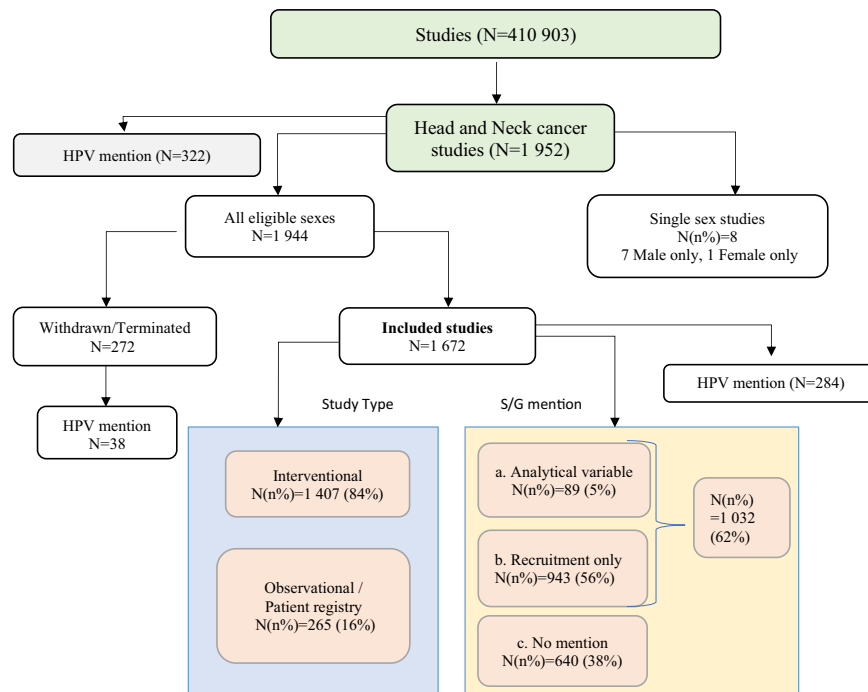 Studies (N=410 903)
Head and Neck cancer
studies (N=1 952)
HPV mention (N=322)
All eligible sexes
N=1 944
Single sex studies
N(n%)=8
7 Male only, 1 Female only
Withdrawn/Terminated
N=272
Included studies
N=1 672
HPV mention (N=284)
HPV mention
N=38
Study Type
S/G mention
Interventional
N(n%)=1 407 (84%)
Observational /
Patient registry
N(n%)=265 (16%)
a. Analytical variable
N(n%)=89 (5%)
b. Recruitment only
N(n%)=943 (56%)
c. No mention
N(n%)=640 (38%)
N(n%)
=1 032
(62%)